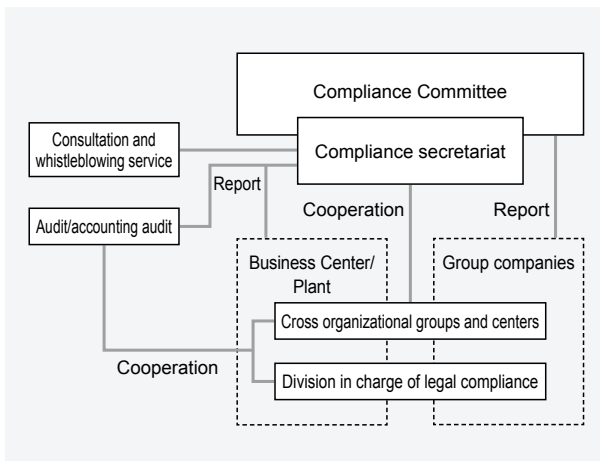 Compliance Committee
Consultation and
whistleblowing service
Compliance secretariat
Report
Cooperation
Report
Audit/accounting audit
Business Center/
Plant
Group companies
Cross organizational groups and centers
Cooperation
Division in charge of legal compliance